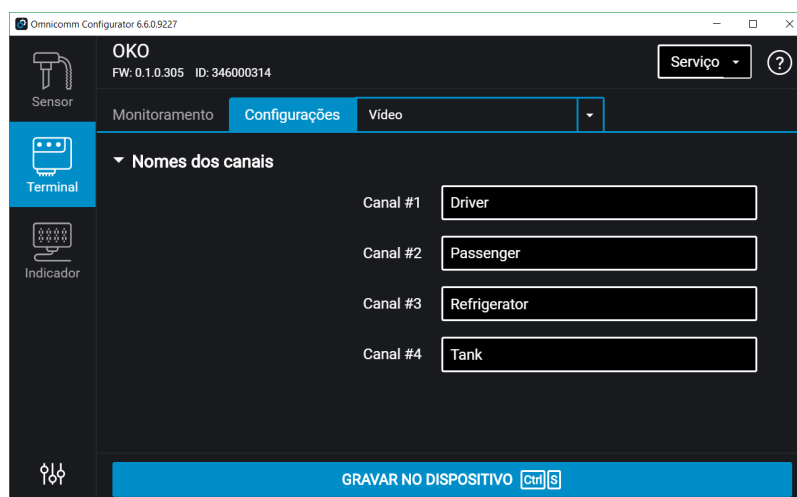 Omnicomm Configurator 6.6.0.9227
OKO
FW: 0.1.0.305 ID: 346000314
Serviço
?
Sensor
Monitoramento Configurações Vídeo
Terminal
Nomes dos canais
Canal #1 Driver
Canal #2 Passenger
Indicador
Canal #3 Refrigerator
Canal #4 Tank
GRAVAR NO DISPOSITIVO Ctrl S